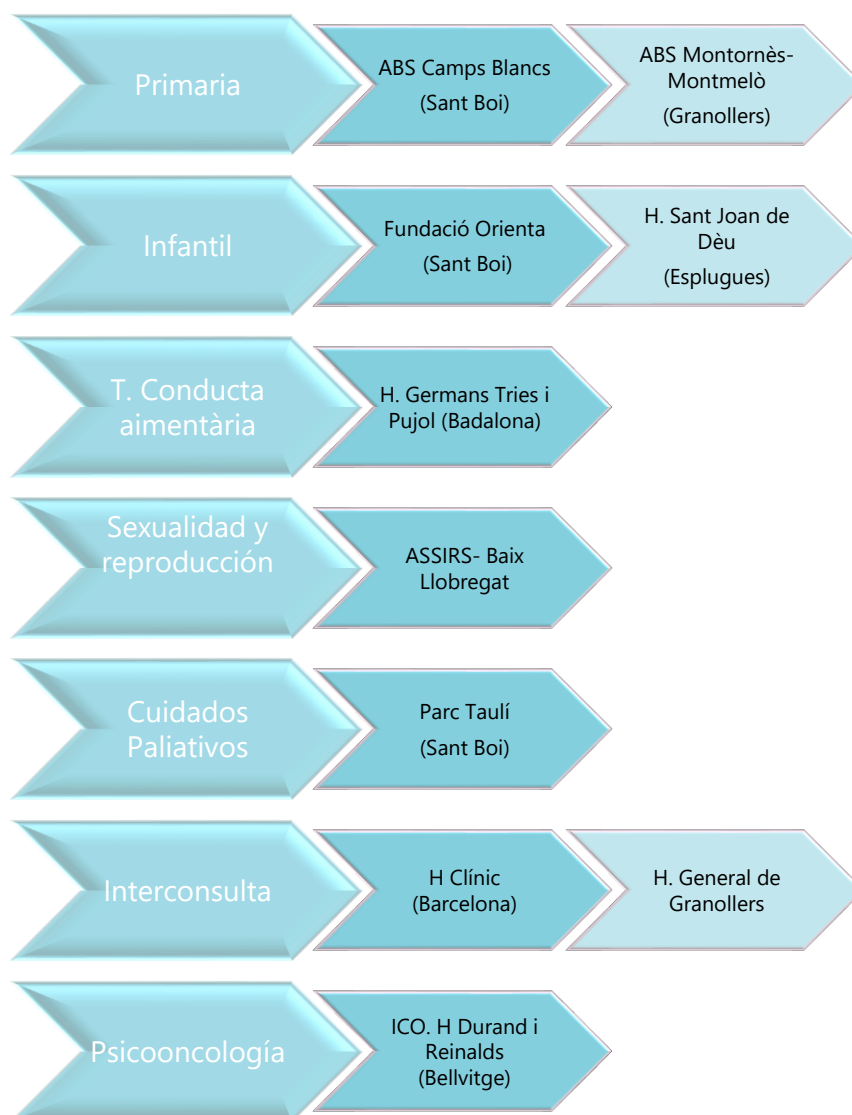 Primaria
ABS Camps Blancs
(Sant Boi)
ABS Montornès-
Montmelò
(Granollers)
Infantil
Fundació Orienta
(Sant Boi)
H. Sant Joan de
Dèu
(Esplugues)
T. Conducta
aimentària
H. Germans Tries i
Pujol (Badalona)
Sexualidad y
reproducción
ASSIRS- Baix
Llobregat
Cuidados
Paliativos
Parc Taulí
(Sant Boi)
Interconsulta
H Clínic
(Barcelona)
H. General de
Granollers
Psicooncología
ICO. H Durand i
Reinalds
(Bellvitge)